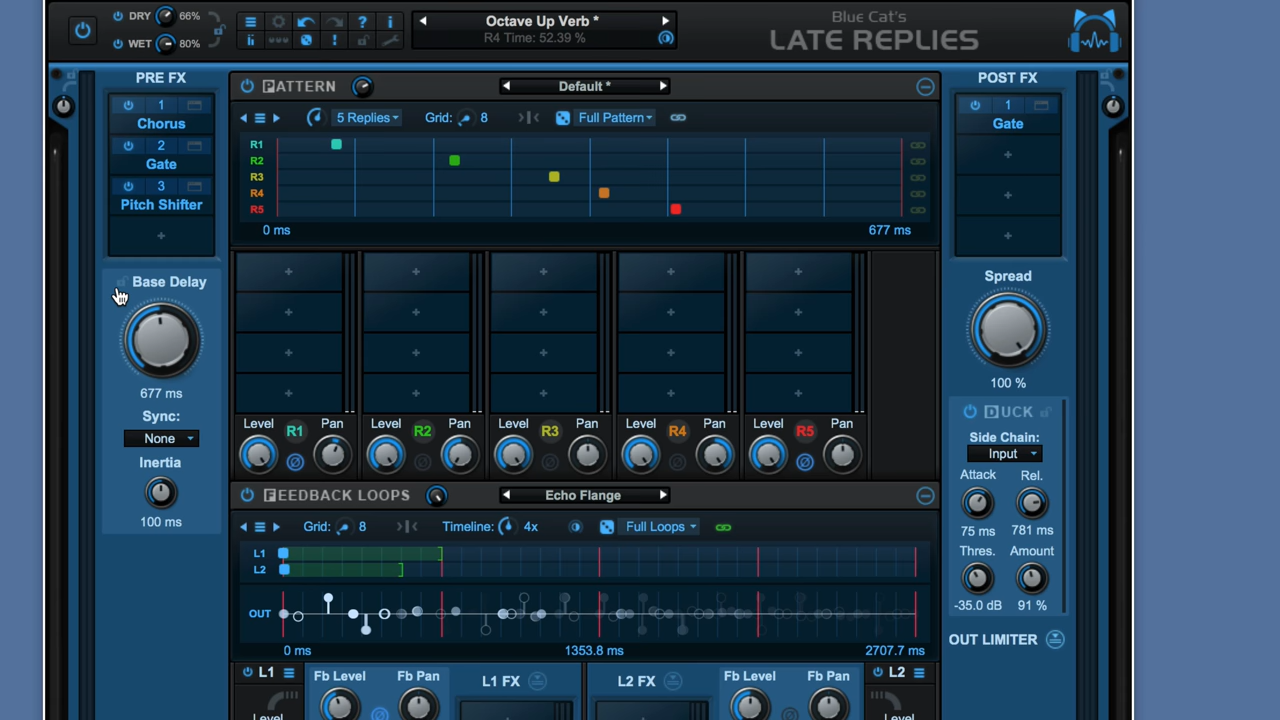 DRY 66%
WET 80%
? i
!
Octave Up Verb *
R4 Time: 52.39 %
Blue Cat's
LATE REPLIES
PRE FX
1
Chorus
2
Gate
3
Pitch Shifter
Base Delay
677 ms
Sync:
None
Inertia
100 ms
PATTERN
Default *
5 Replies
Grid: 8
Full Pattern
R1
R2
R3
R4
R5
0 ms 677 ms
Level R1 Pan
Level R2 Pan
Level R3 Pan
Level R4 Pan
Level R5 Pan
FEEDBACK LOOPS
Echo Flange
Grid: 8
Timeline: 4x
Full Loops
L1
L2
OUT
0 ms 1353.8 ms 2707.7 ms
L1
Level
Fb Level Fb Pan
L1 FX
L2 FX
Fb Level Fb Pan
L2
Level
POST FX
1
Gate
Spread
100 %
DUCK
Side Chain:
Input
Attack Rel.
75 ms 781 ms
Thres. Amount
-35.0 dB 91 %
OUT LIMITER